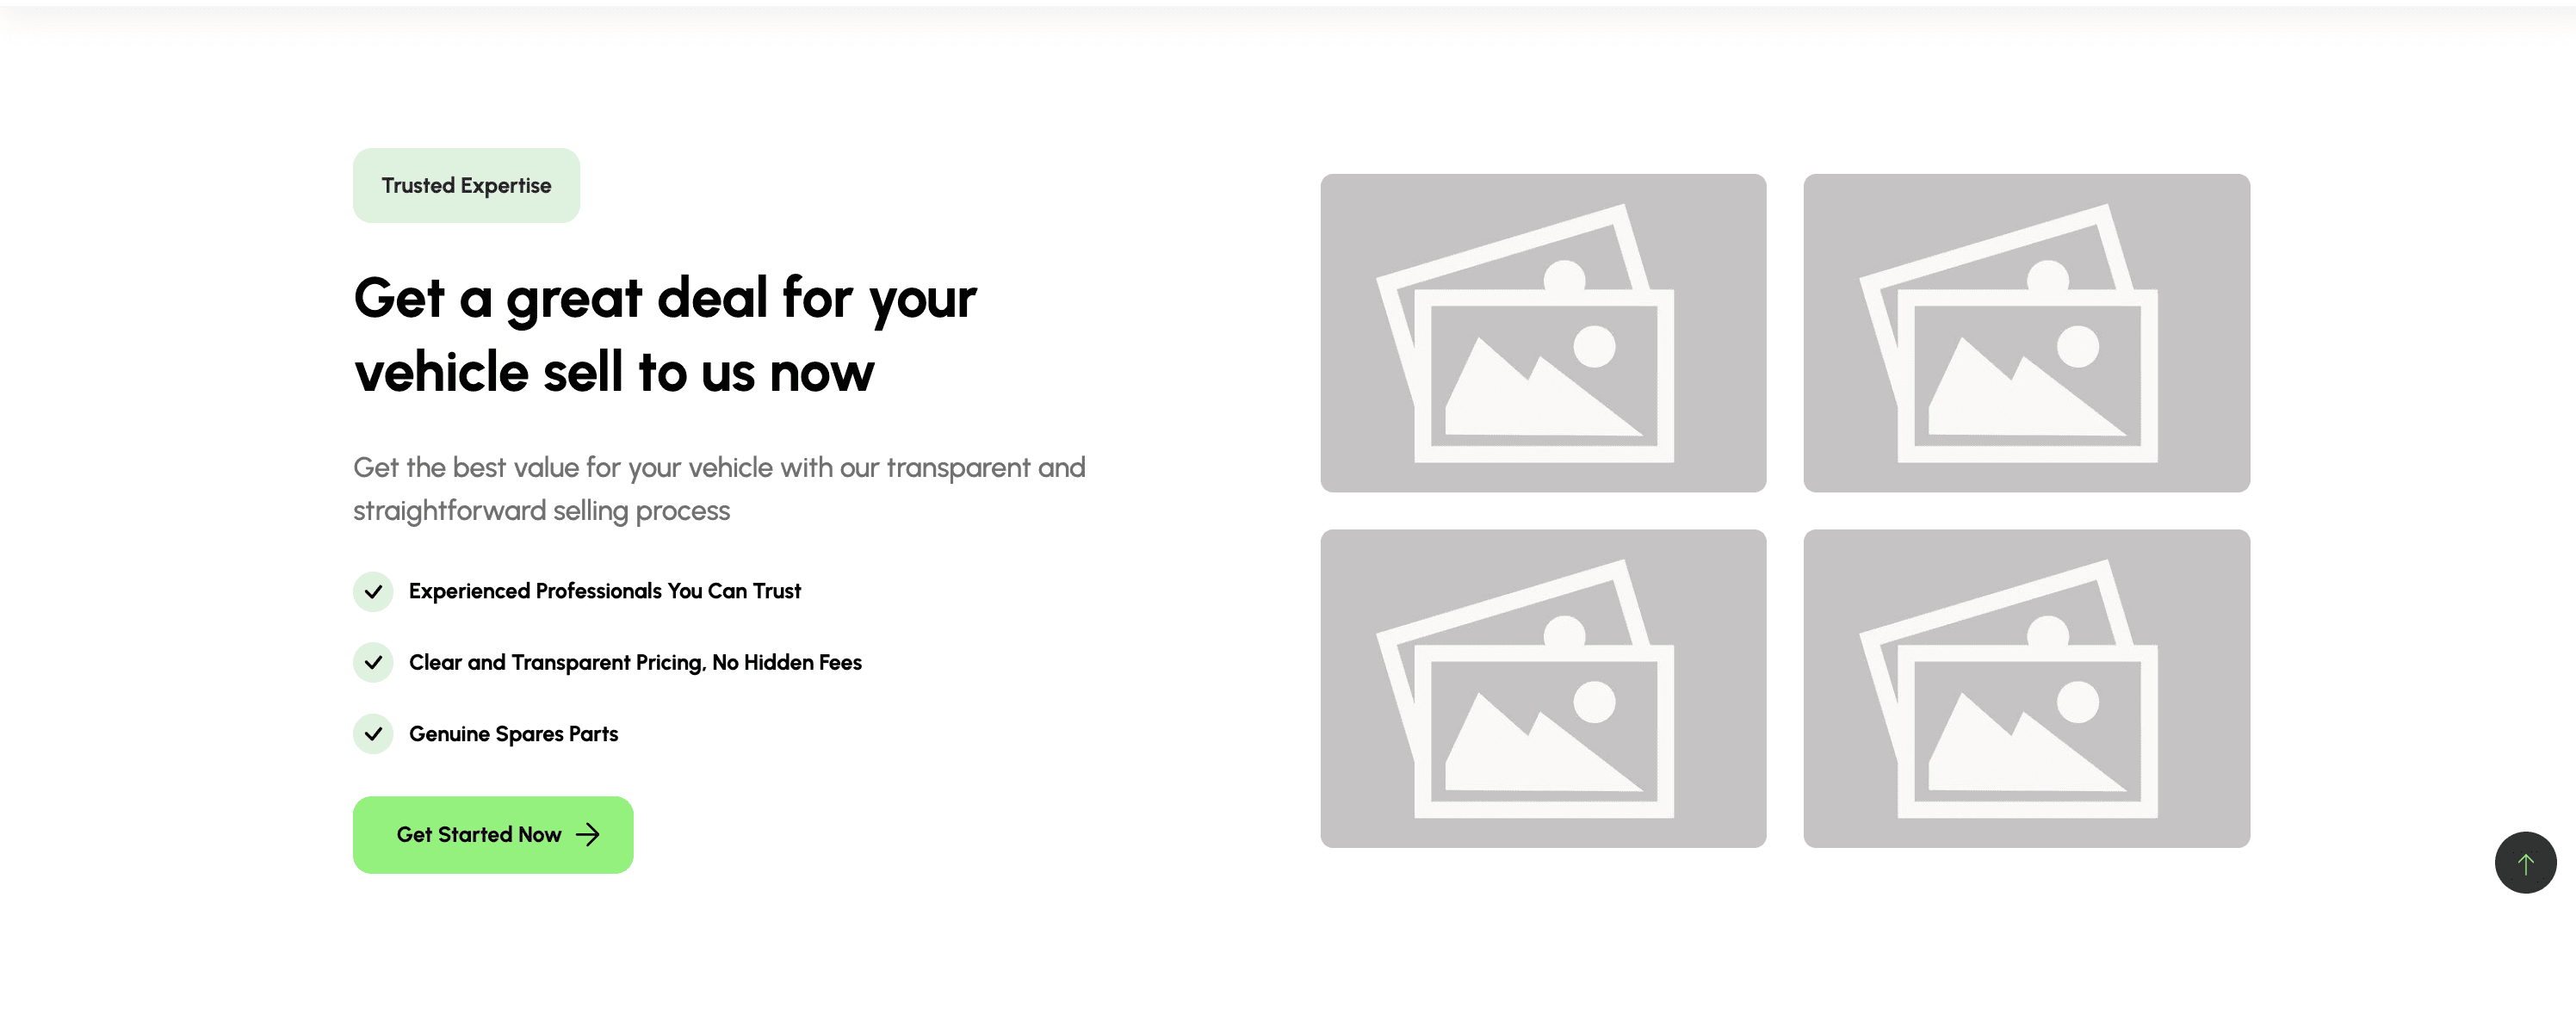 Trusted Expertise
Get a great deal for your
vehicle sell to us now
Get the best value for your vehicle with our transparent and
straightforward selling process
Experienced Professionals You Can Trust
Clear and Transparent Pricing, No Hidden Fees
Genuine Spares Parts
Get Started Now